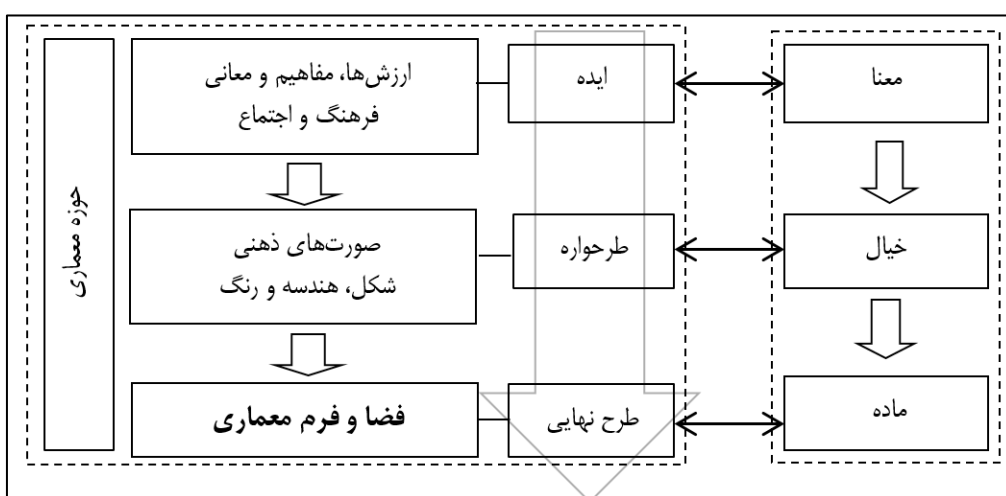 معنا
ایده
ارزش‌ها، مفاهیم و معانی
فرهنگ و اجتماع
خیال
طرحواره
صورت‌های ذهنی
شکل، هندسه و رنگ
ماده
طرح نهایی
فضا و فرم معماری
حوزه معماری